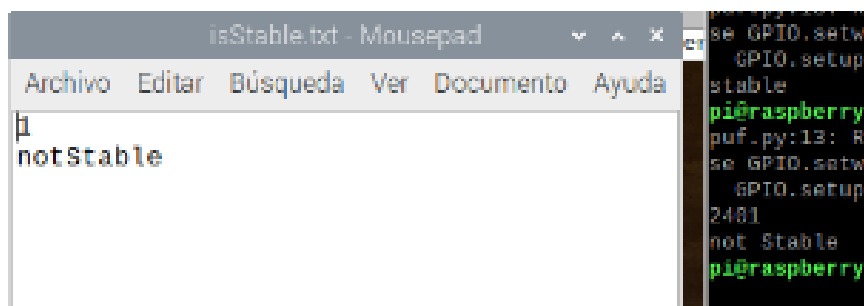 isStable.txt - Mousepad
Archivo Editar Búsqueda Ver Documento Ayuda
1
notStable
se GPIO.setw
GPIO.setup
stable
pi@raspberry
puf.py:13: R
se GPIO.setw
GPIO.setup
2401
not Stable
pi@raspberry